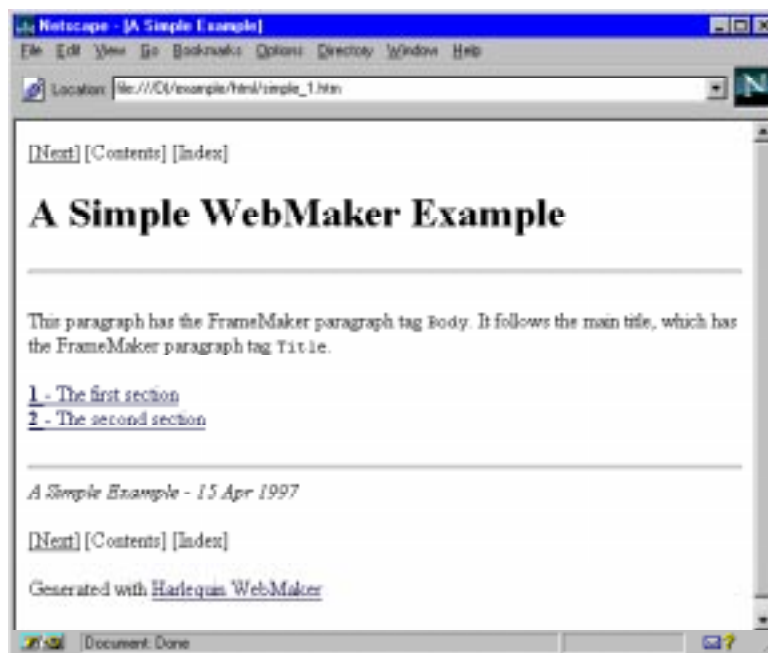 Netscape - [A Simple Example]
File Edit View Go Bookmarks Options Directory Window Help
Location: file:///D|/example/html/simple_1.htm
N
[Next] [Contents] [Index]
A Simple WebMaker Example
This paragraph has the FrameMaker paragraph tag Body. It follows the main title, which has
the FrameMaker paragraph tag Title.
1 - The first section
2 - The second section
A Simple Example - 15 Apr 1997
[Next] [Contents] [Index]
Generated with Harlequin WebMaker
Document: Done